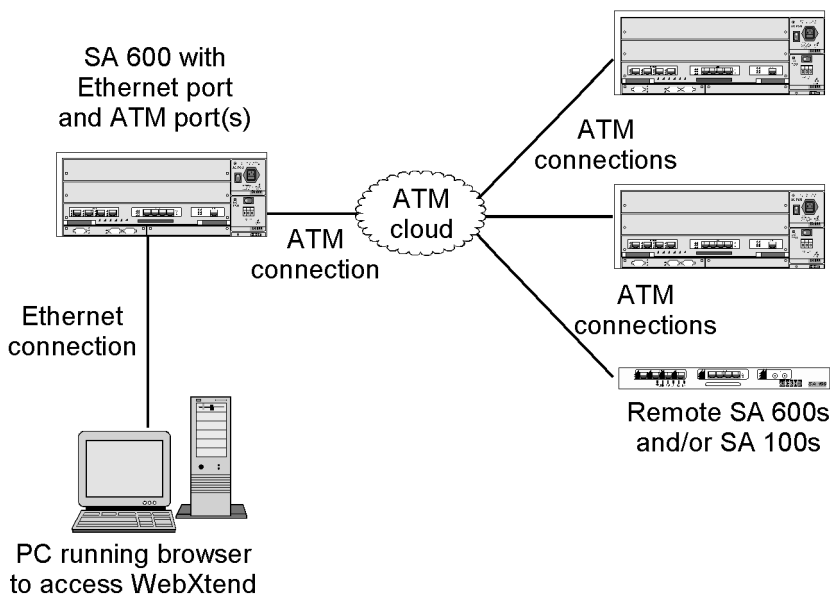 SA 600 with
Ethernet port
and ATM port(s)
ATM
connection
ATM
cloud
ATM
connections
ATM
connections
Ethernet
connection
Remote SA 600s
and/or SA 100s
PC running browser
to access WebXtend